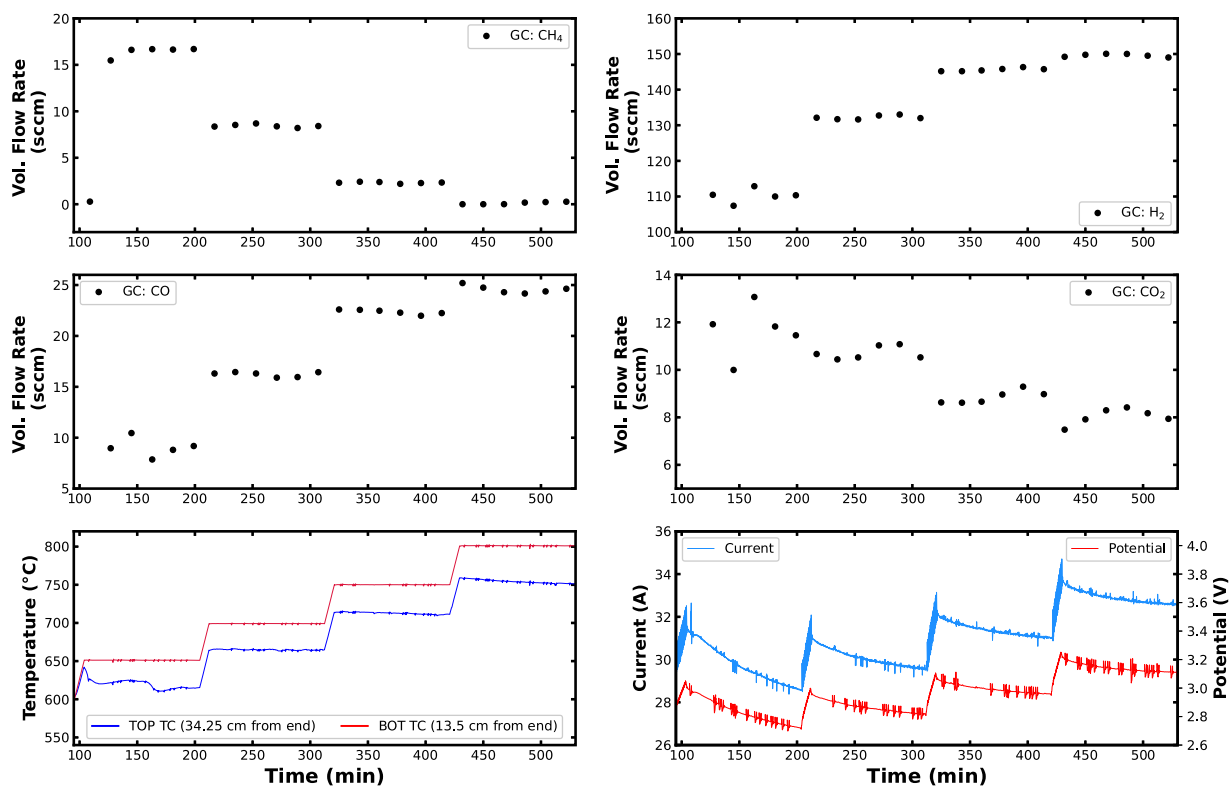 20
15
10
5
0
Vol. Flow Rate
(sccm)
GC: CH₄
100 150 200 250 300 350 400 450 500
160
150
140
130
120
110
100
Vol. Flow Rate
(sccm)
GC: H₂
100 150 200 250 300 350 400 450 500
25
20
15
10
5
Vol. Flow Rate
(sccm)
GC: CO
100 150 200 250 300 350 400 450 500
14
12
10
8
6
Vol. Flow Rate
(sccm)
GC: CO₂
100 150 200 250 300 350 400 450 500
800
750
700
650
600
550
Temperature (°C)
TOP TC (34.25 cm from end) BOT TC (13.5 cm from end)
100 150 200 250 300 350 400 450 500
Time (min)
36
34
32
30
28
26
Current (A)
Current
Potential
4.0
3.8
3.6
3.4
3.2
3.0
2.8
2.6
Potential (V)
100 150 200 250 300 350 400 450 500
Time (min)